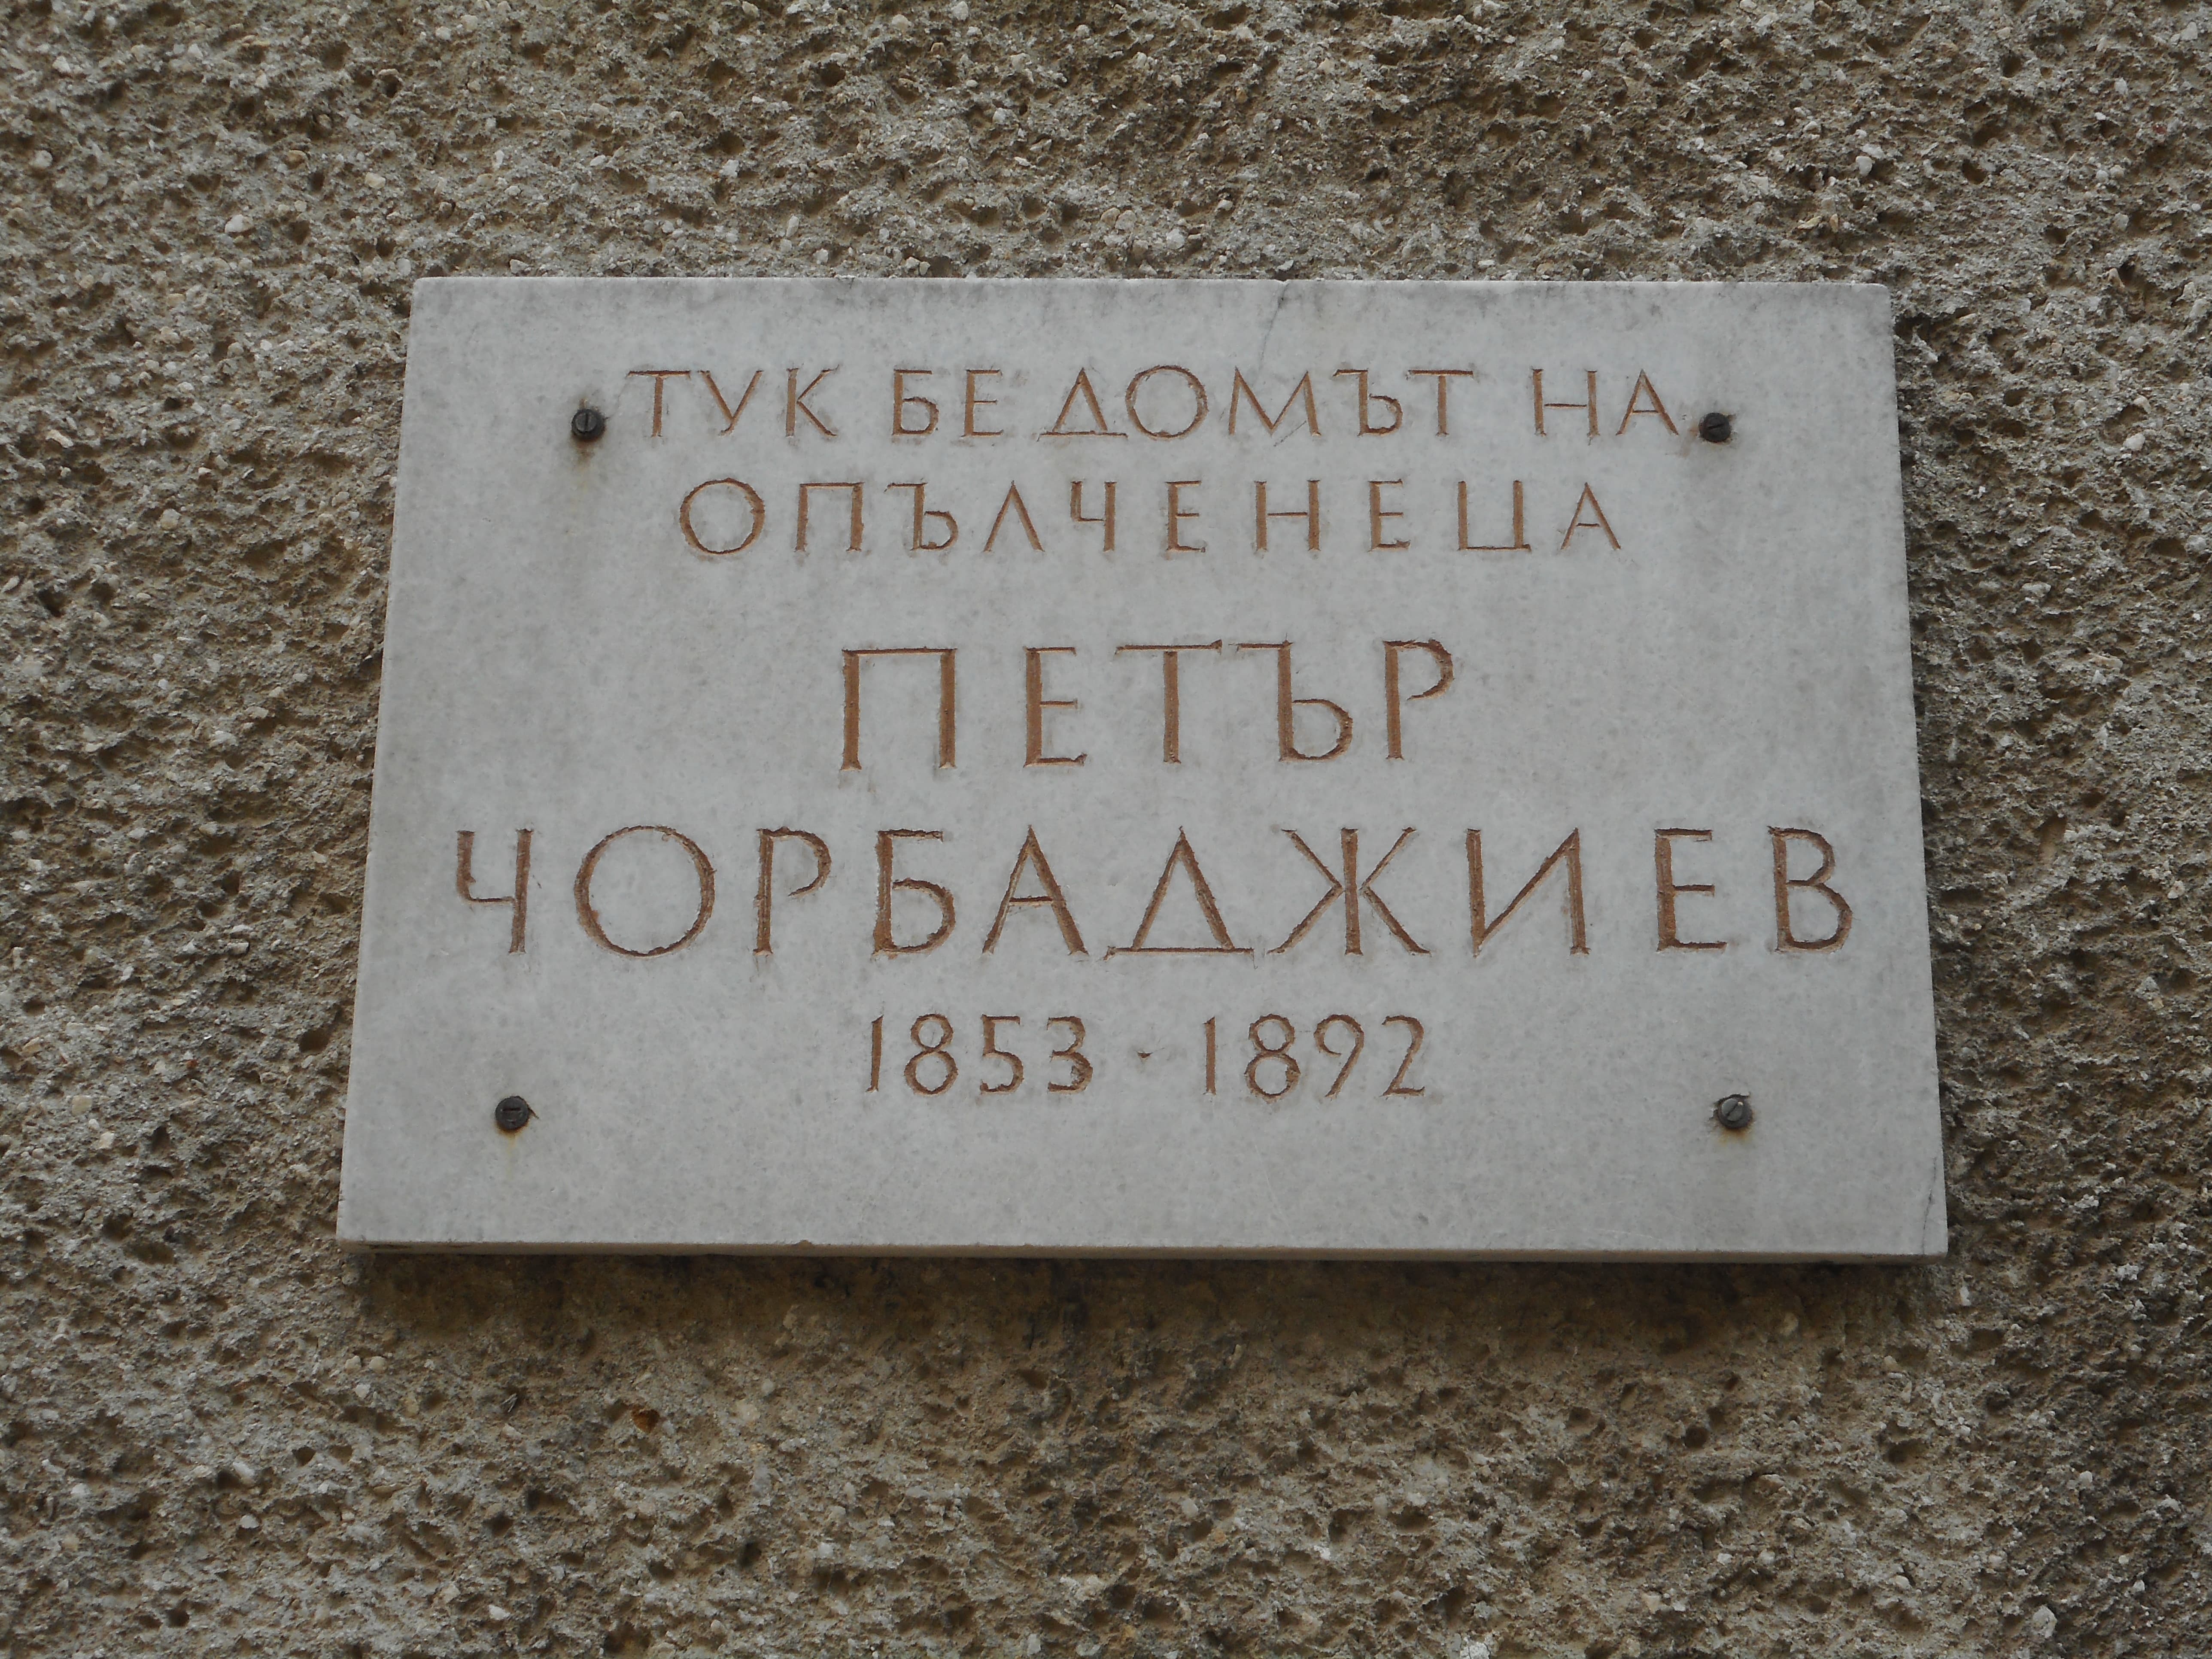 ТУК БЕ ДОМЪТ НА
ОПЪЛЧЕНЕЦА
ПЕТЪР
ЧОРБАДЖИЕВ
1853 - 1892